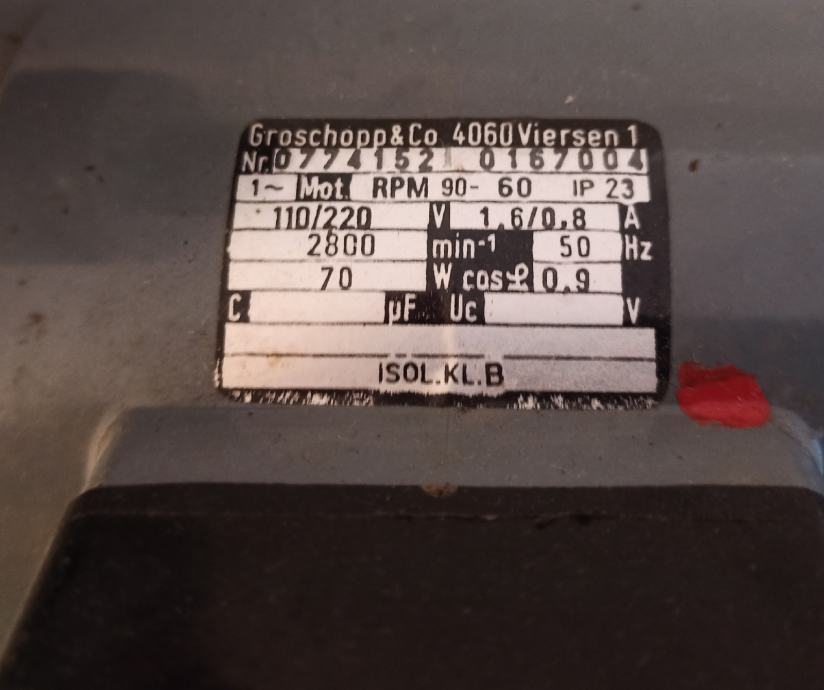 Groschopp&Co 4060 Viersen 1
Nr. 0774152 0167004
1~ Mot. RPM 90-60 IP 23
110/220 V 1,6/0,8 A
2800 min-1 50 Hz
70 W cosφ 0,9
C µF Uc V
ISOL.KL.B